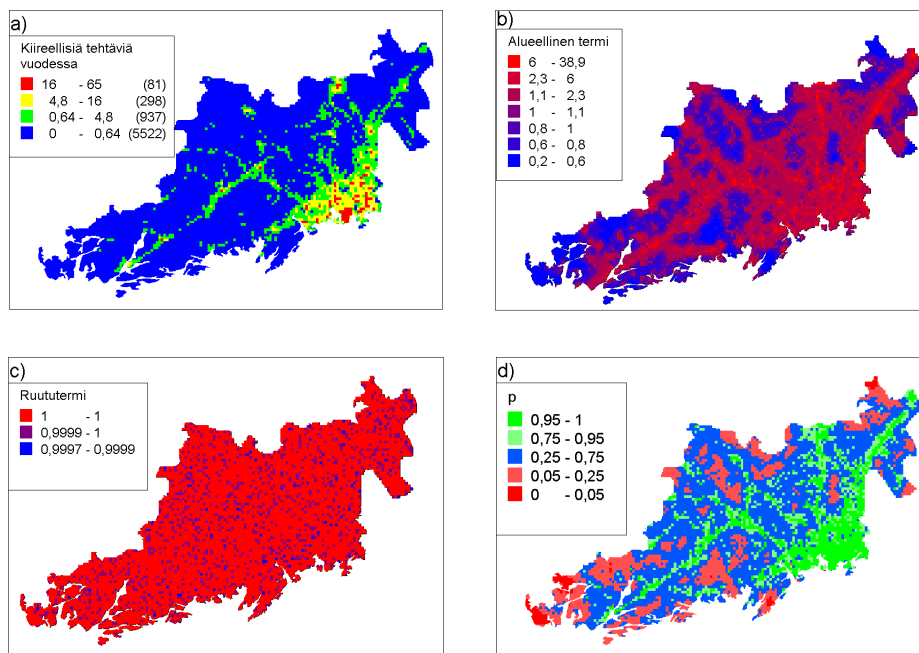 a)
Kiireellisiä tehtäviä
vuodessa
16 - 65 (81)
4,8 - 16 (298)
0,64 - 4,8 (937)
0 - 0,64 (5522)
b)
Alueellinen termi
6 - 38,9
2,3 - 6
1,1 - 2,3
1 - 1,1
0,8 - 1
0,6 - 0,8
0,2 - 0,6
c)
Ruututermi
1 - 1
0,9999 - 1
0,9997 - 0,9999
d)
p
0,95 - 1
0,75 - 0,95
0,25 - 0,75
0,05 - 0,25
0 - 0,05